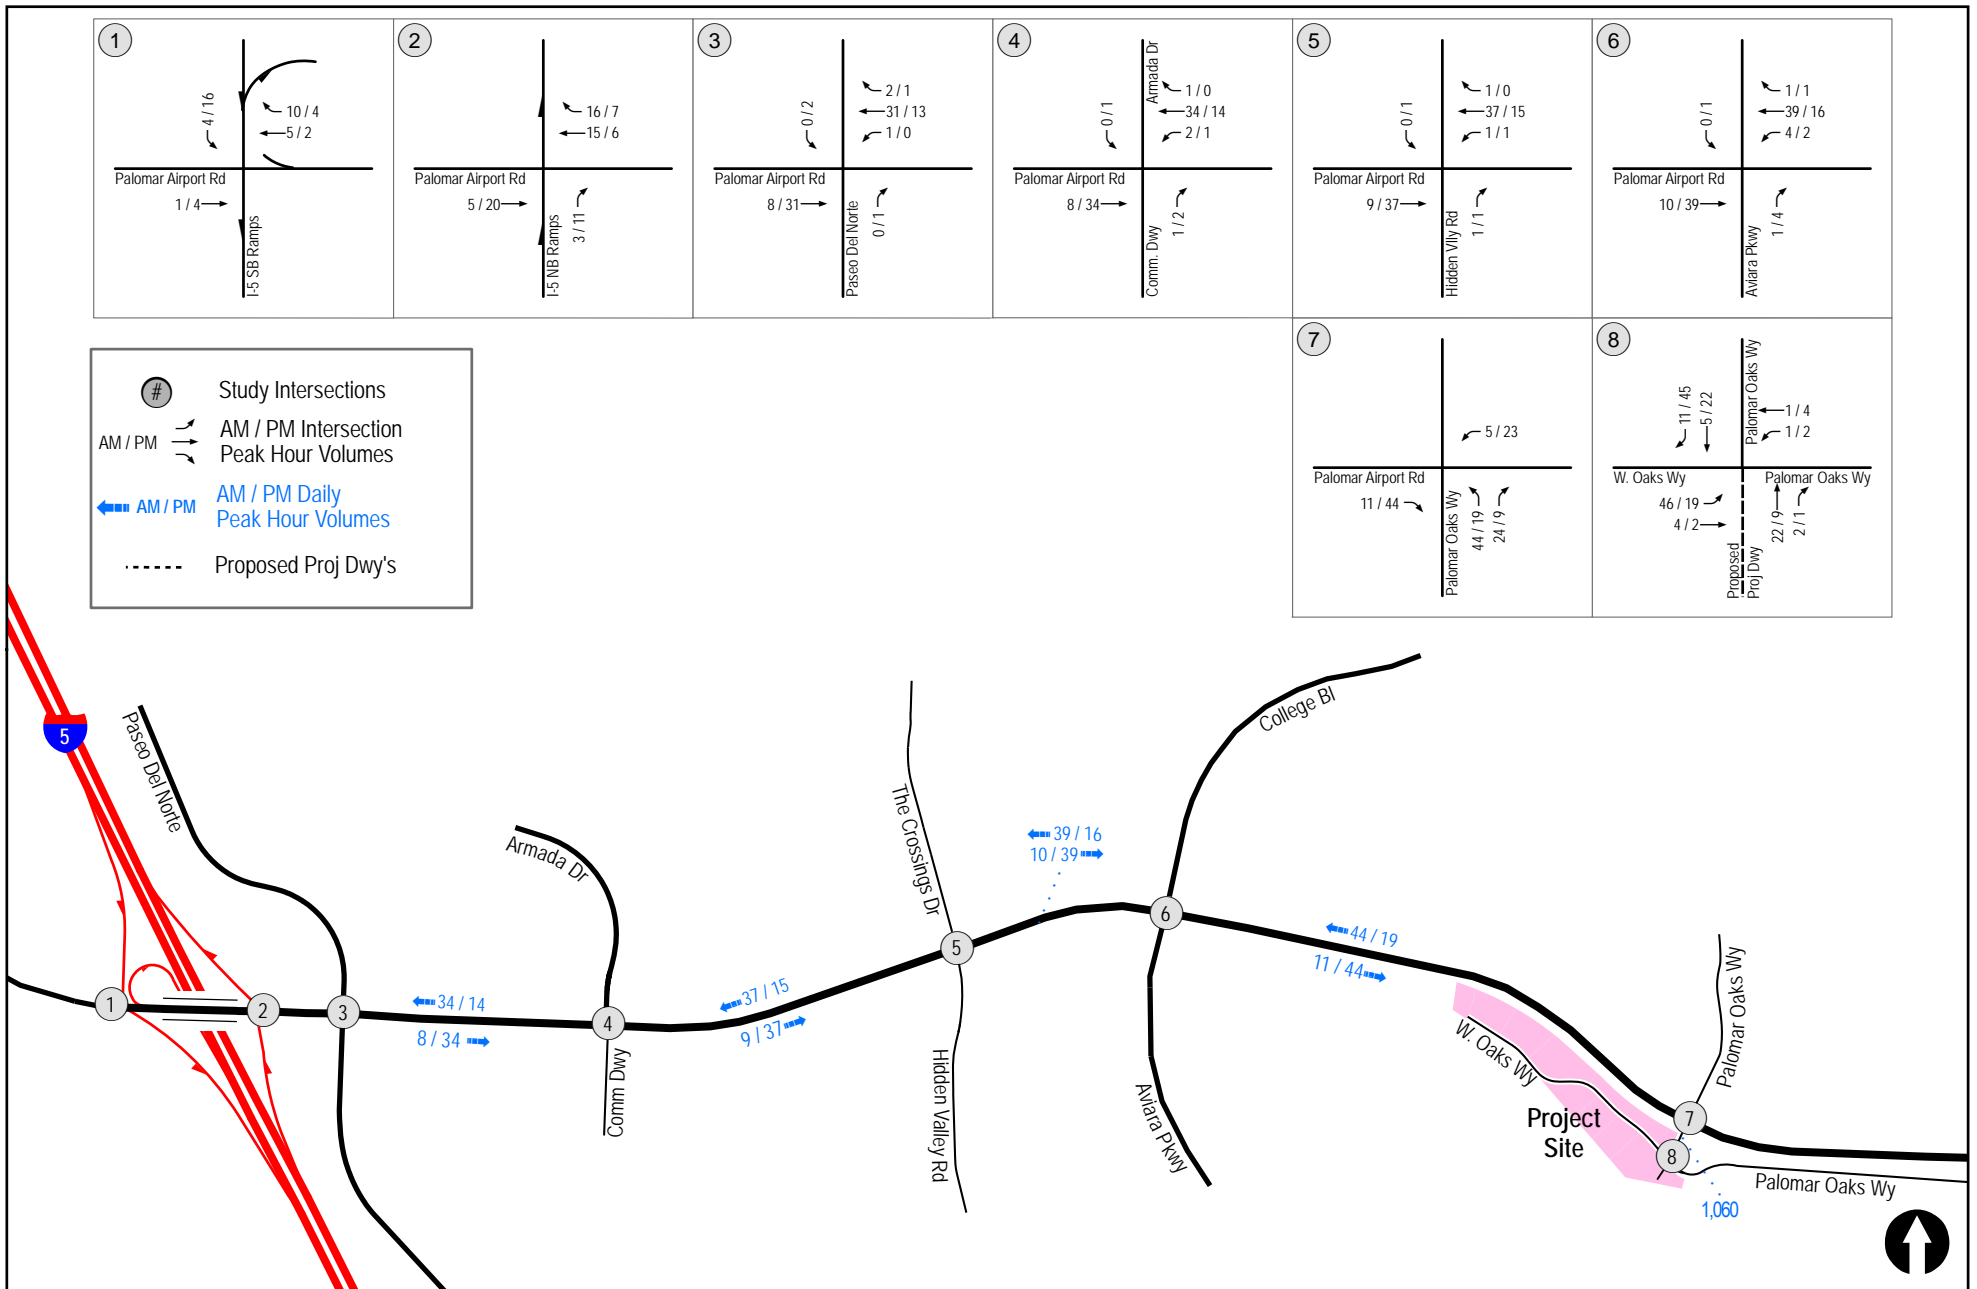 1
4 / 16
10 / 4
5 / 2
Palomar Airport Rd
1 / 4
I-5 SB Ramps
2
16 / 7
15 / 6
Palomar Airport Rd
5 / 20
3 / 11
I-5 NB Ramps
3
0 / 2
2 / 1
31 / 13
1 / 0
Palomar Airport Rd
8 / 31
0 / 1
Paseo Del Norte
4
Armada Dr
0 / 1
1 / 0
34 / 14
2 / 1
Palomar Airport Rd
8 / 34
1 / 2
Comm. Dwy
5
0 / 1
1 / 0
37 / 15
1 / 1
Palomar Airport Rd
9 / 37
1 / 1
Hidden Vlly Rd
6
0 / 1
1 / 1
39 / 16
4 / 2
Palomar Airport Rd
10 / 39
1 / 4
Aviara Pkwy
7
5 / 23
Palomar Airport Rd
11 / 44
44 / 19
24 / 9
Palomar Oaks Wy
8
11 / 45
5 / 22
Palomar Oaks Wy
1 / 4
1 / 2
W. Oaks Wy
Palomar Oaks Wy
46 / 19
4 / 2
22 / 9
2 / 1
Proposed
Proj Dwy
# Study Intersections
AM / PM
AM / PM Intersection
Peak Hour Volumes
AM / PM
AM / PM Daily
Peak Hour Volumes
Proposed Proj Dwy's
5
Paseo Del Norte
Armada Dr
The Crossings Dr
College Bl
39 / 16
10 / 39
44 / 19
11 / 44
37 / 15
9 / 37
34 / 14
8 / 34
1
2
3
4
5
6
7
8
Comm Dwy
Hidden Valley Rd
Aviara Pkwy
W. Oaks Wy
Palomar Oaks Wy
Project
Site
Palomar Oaks Wy
1,060